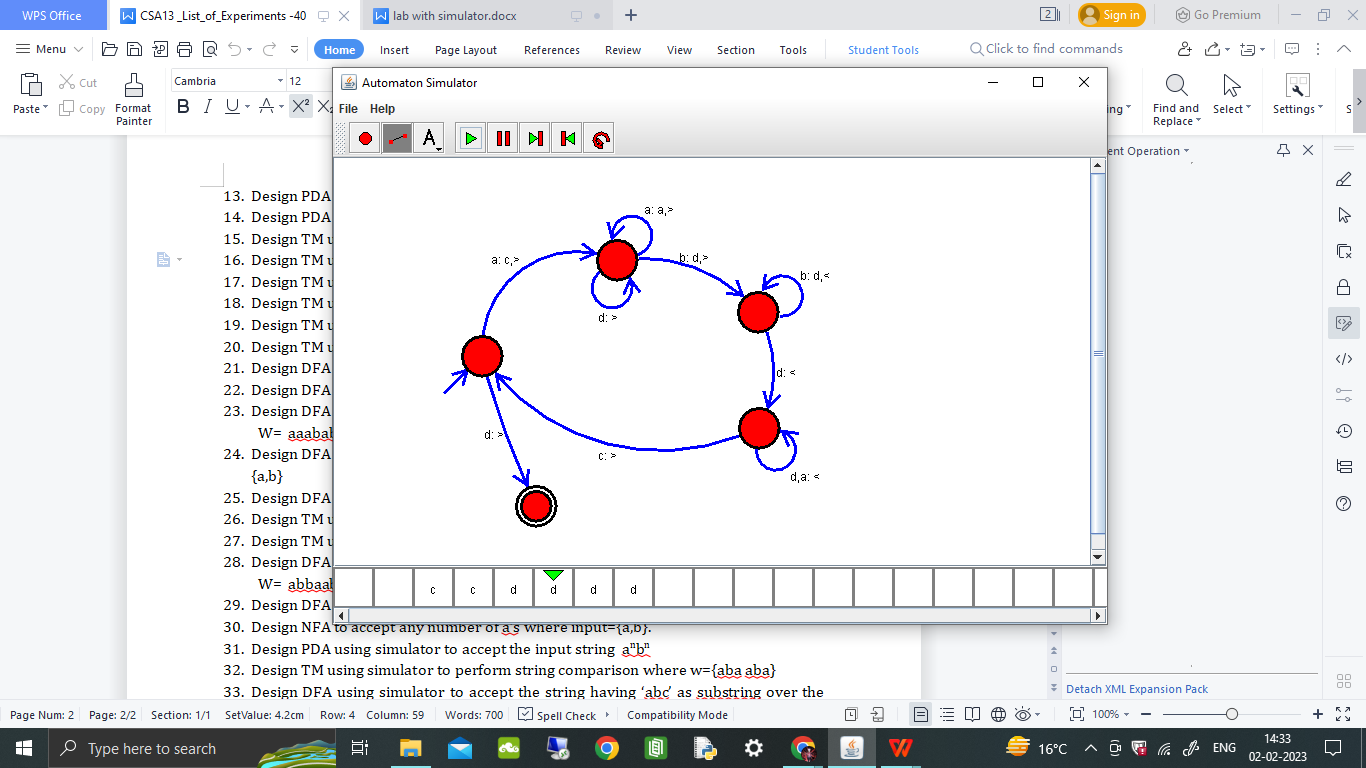 WPS Office
CSA13 _List_of_Experiments -40
lab with simulator.docx
Sign in
Go Premium
Menu
Home
Insert
Page Layout
References
Review
View
Section
Tools
Student Tools
Click to find commands
Paste
Cut
Copy
Format Painter
Cambria
12
B I U A X² X₂
Find and Replace
Select
Settings
Automaton Simulator
File Help
A
a: a,>
a: c,>
b: d,>
b: d,<
d: >
d: <
d: >
c: >
d,a: <
c c d d d d
ent Operation
13. Design PDA
14. Design PDA
15. Design TM u
16. Design TM u
17. Design TM u
18. Design TM u
19. Design TM u
20. Design TM u
21. Design DFA
22. Design DFA
23. Design DFA
W= aaabab
24. Design DFA
{a,b}
25. Design DFA
26. Design TM u
27. Design TM u
28. Design DFA
W= abbaab
29. Design DFA
30. Design NFA to accept any number of a's where input={a,b}.
31. Design PDA using simulator to accept the input string aⁿbⁿ
32. Design TM using simulator to perform string comparison where w={aba aba}
33. Design DFA using simulator to accept the string having ‘abc’ as substring over the
Detach XML Expansion Pack
Page Num: 2 Page: 2/2 Section: 1/1 SetValue: 4.2cm Row: 4 Column: 59 Words: 700 Spell Check Compatibility Mode
100%
Type here to search
16°C
ENG
14:33
02-02-2023